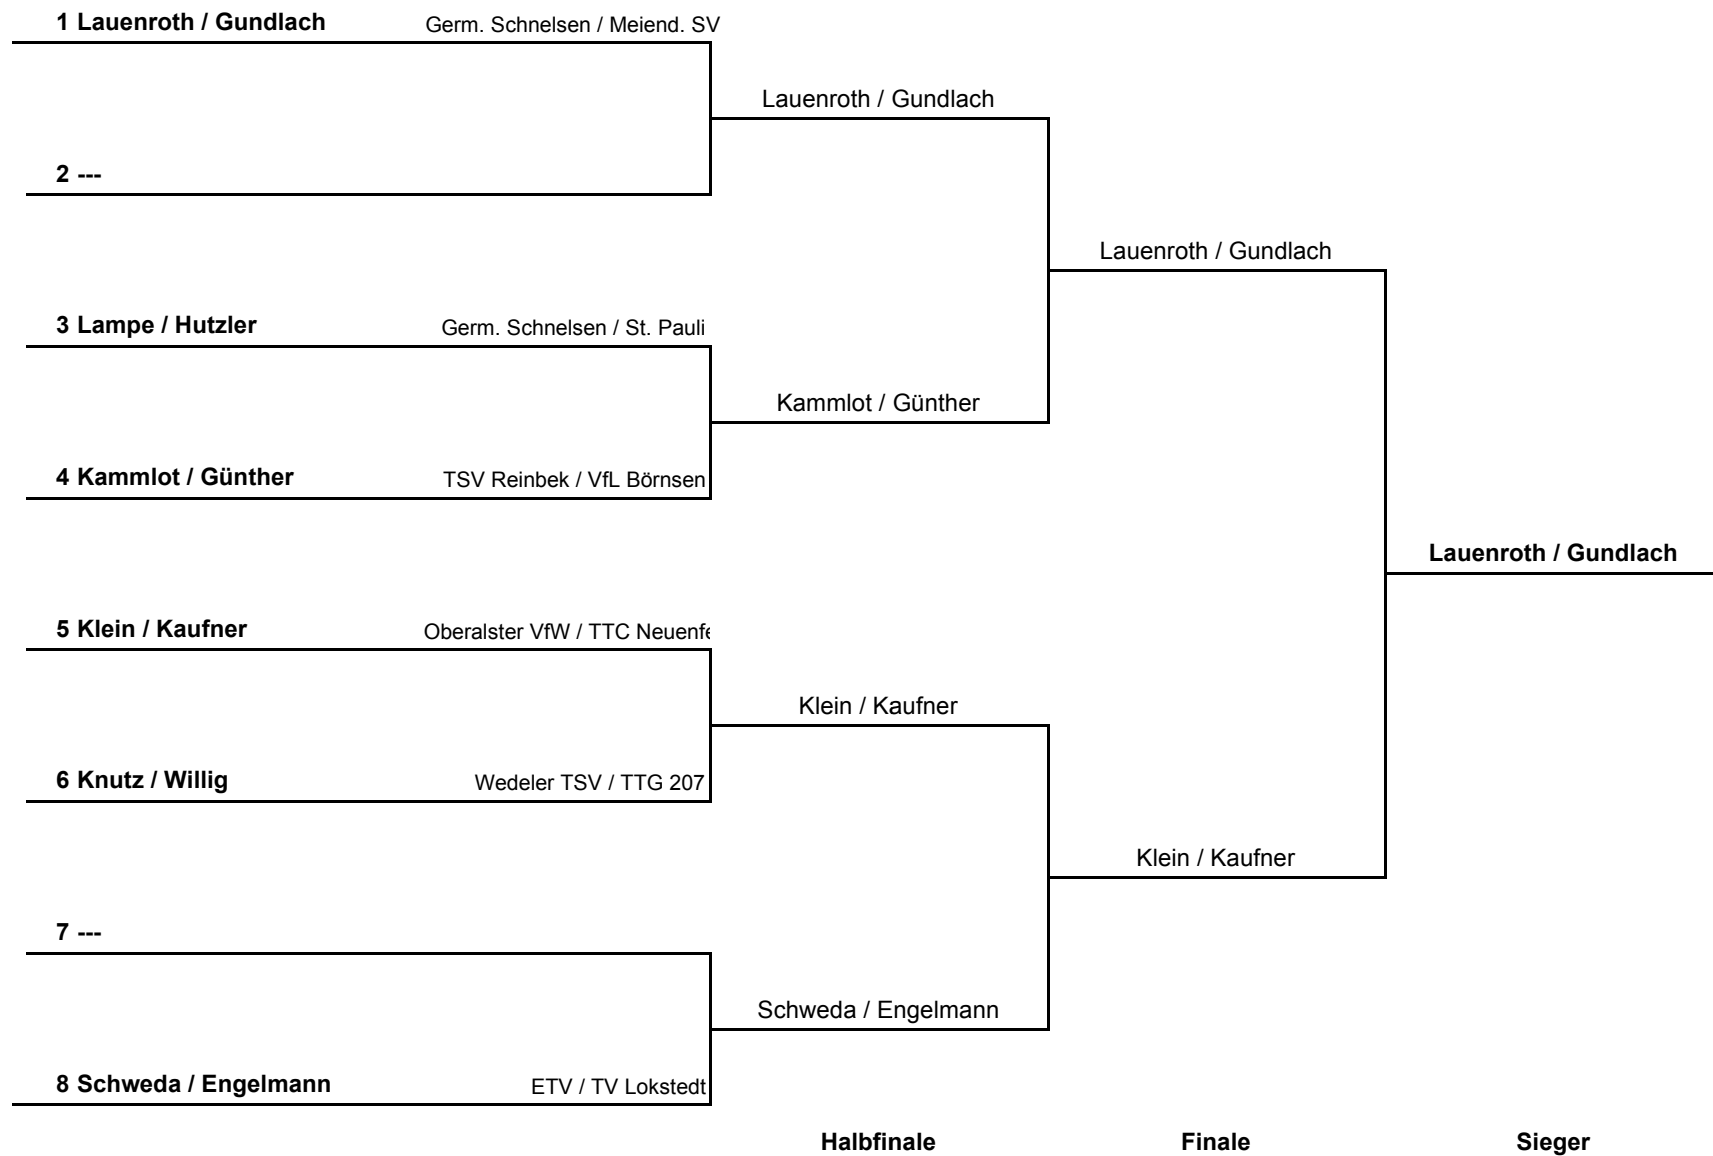 1 Lauenroth / Gundlach Germ. Schnelsen / Meiend. SV
Lauenroth / Gundlach
2 ---
Lauenroth / Gundlach
3 Lampe / Hutzler Germ. Schnelsen / St. Pauli
Kammlot / Günther
4 Kammlot / Günther TSV Reinbek / VfL Börnsen
Lauenroth / Gundlach
5 Klein / Kaufner Oberalster VfW / TTC Neuenfe
Klein / Kaufner
6 Knutz / Willig Wedeler TSV / TTG 207
Klein / Kaufner
7 ---
Schweda / Engelmann
8 Schweda / Engelmann ETV / TV Lokstedt
Halbfinale Finale Sieger